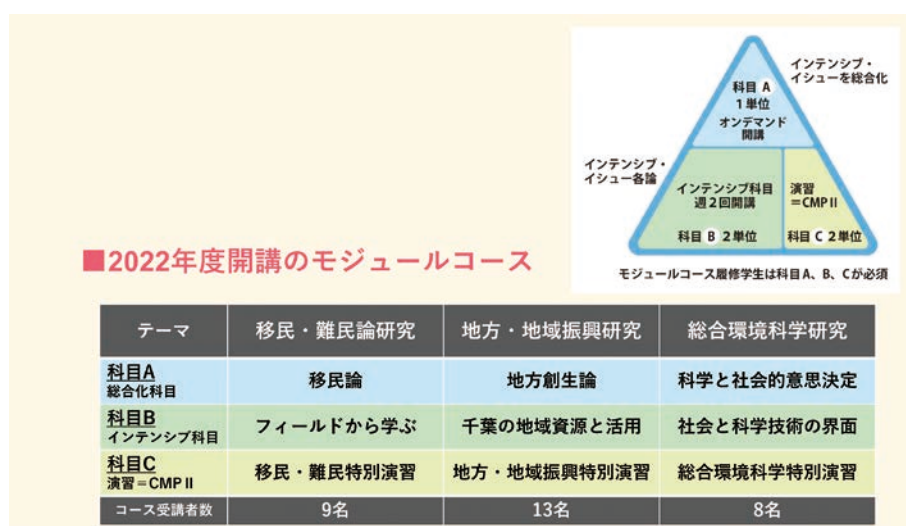 インテンシブ・
イシューを総合化
科目 A
1単位
オンデマンド
開講
インテンシブ・
イシュー各論
インテンシブ科目
週2回開講
科目 B 2単位
演習
=CMPⅡ
科目 C 2単位
モジュールコース履修学生は科目A、B、Cが必須
■2022年度開講のモジュールコース
テーマ 移民・難民論研究 地方・地域振興研究 総合環境科学研究
科目A
総合化科目
移民論 地方創生論 科学と社会的意思決定
科目B
インテンシブ科目
フィールドから学ぶ 千葉の地域資源と活用 社会と科学技術の界面
科目C
演習=CMPⅡ
移民・難民特別演習 地方・地域振興特別演習 総合環境科学特別演習
コース受講者数 9名 13名 8名